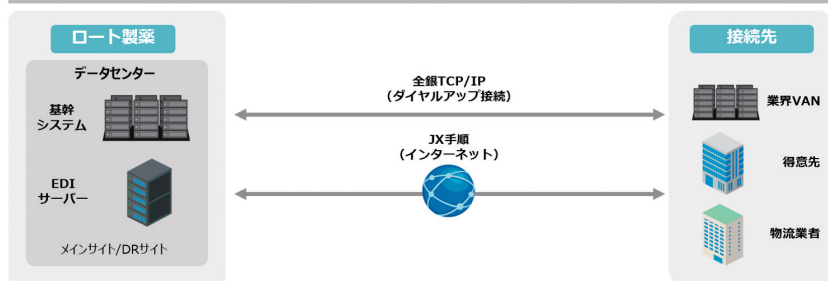 ロート製薬
データセンター
基幹
システム
EDI
サーバー
メインサイト/DRサイト
全銀TCP/IP
（ダイヤルアップ接続）
JX手順
（インターネット）
接続先
業界VAN
得意先
物流業者